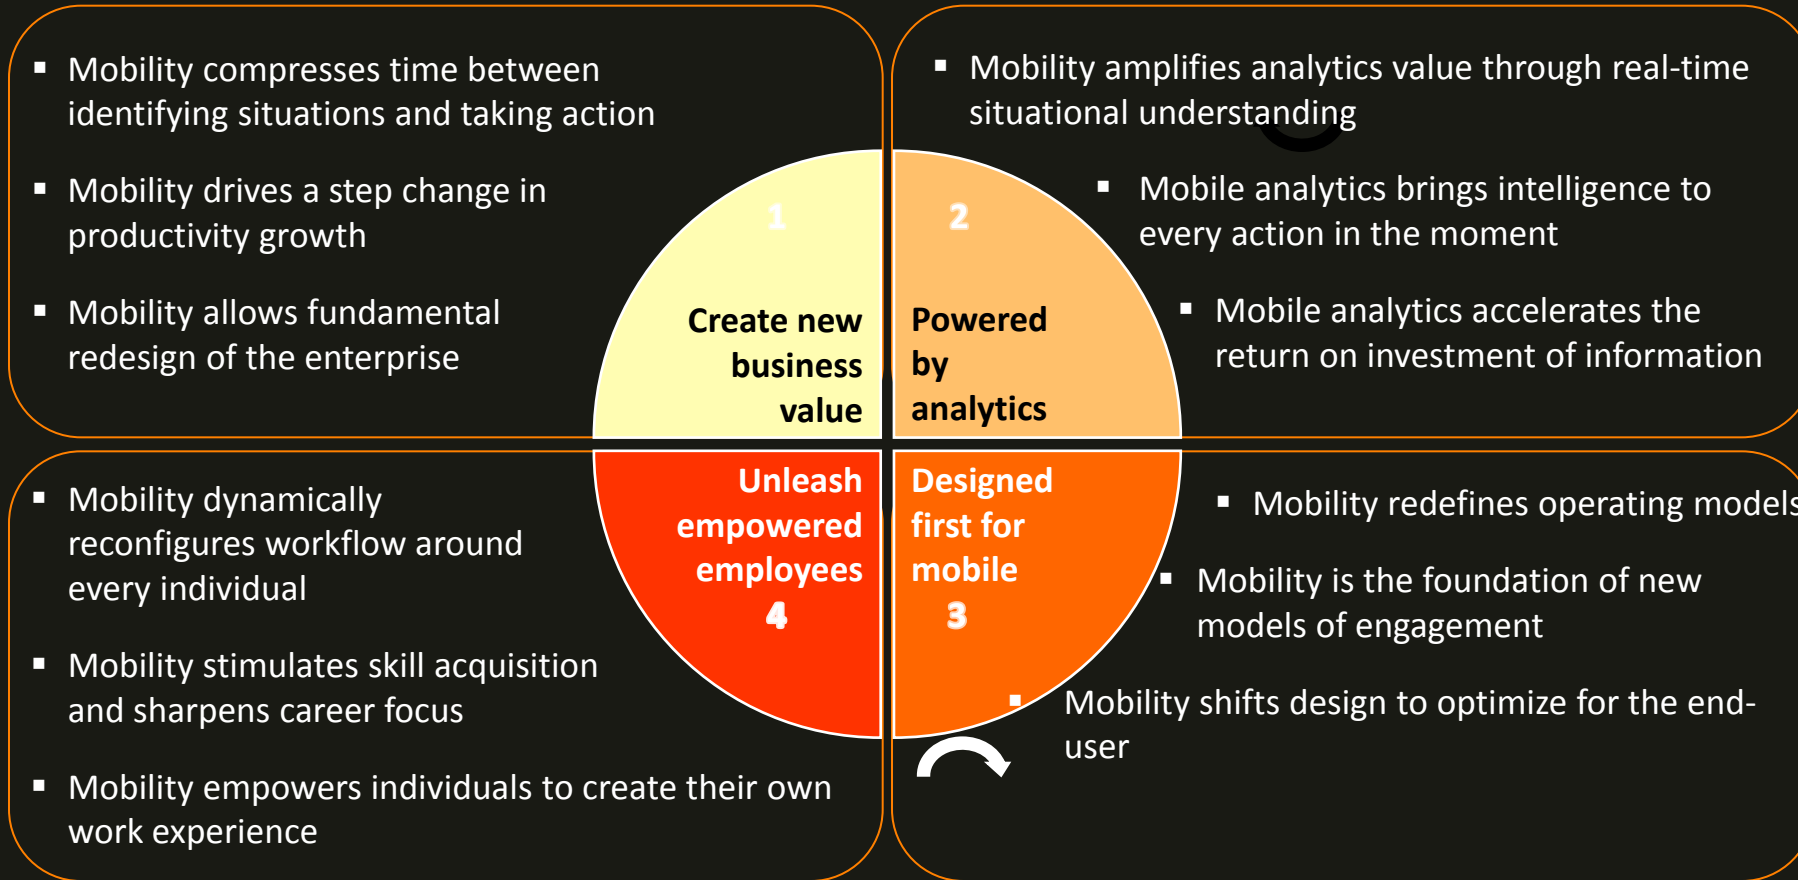 ▪ Mobility compresses time between
identifying situations and taking action
▪ Mobility drives a step change in
productivity growth
▪ Mobility allows fundamental
redesign of the enterprise
▪ Mobility amplifies analytics value through real-time
situational understanding
▪ Mobile analytics brings intelligence to
every action in the moment
▪ Mobile analytics accelerates the
return on investment of information
1
Create new
business
value
2
Powered
by
analytics
▪ Mobility dynamically
reconfigures workflow around
every individual
▪ Mobility stimulates skill acquisition
and sharpens career focus
▪ Mobility empowers individuals to create their own
work experience
Unleash
empowered
employees
4
Designed
first for
mobile
3
▪ Mobility redefines operating models
▪ Mobility is the foundation of new
models of engagement
▪ Mobility shifts design to optimize for the end-
user